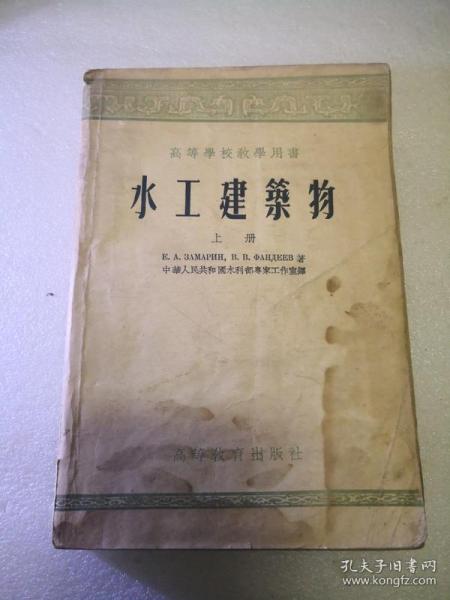 高等學校教學用書
水工建築物
上 册
Е. А. ЗАМАРИН, В. В. ФАНДЕЕВ 著
中華人民共和國水利部專家工作室譯
高等教育出版社
孔夫子旧书网
www.kongfz.com